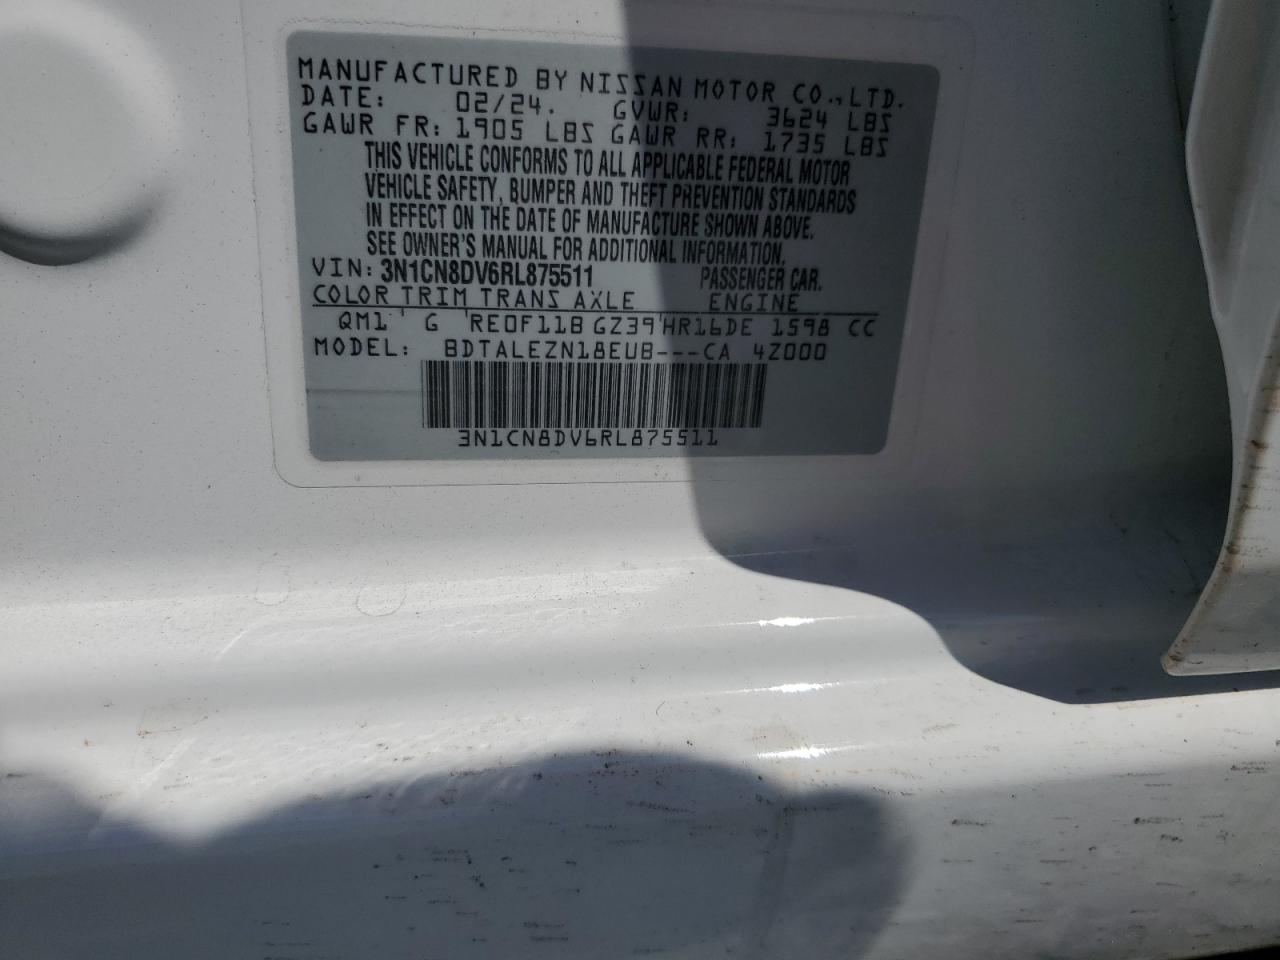 MANUFACTURED BY NISSAN MOTOR CO., LTD.
DATE: 02/24. GVWR: 3624 LBS
GAWR FR: 1905 LBS GAWR RR: 1735 LBS
THIS VEHICLE CONFORMS TO ALL APPLICABLE FEDERAL MOTOR
VEHICLE SAFETY, BUMPER AND THEFT PREVENTION STANDARDS
IN EFFECT ON THE DATE OF MANUFACTURE SHOWN ABOVE.
SEE OWNER'S MANUAL FOR ADDITIONAL INFORMATION.
VIN: 3N1CN8DV6RL875511 PASSENGER CAR.
COLOR TRIM TRANS AXLE ENGINE
QM1 ' G 'RE0F11B GZ39'HR16DE 1598 CC
MODEL: BDTALEZN18EUB---CA 4Z000
3N1CN8DV6RL875511